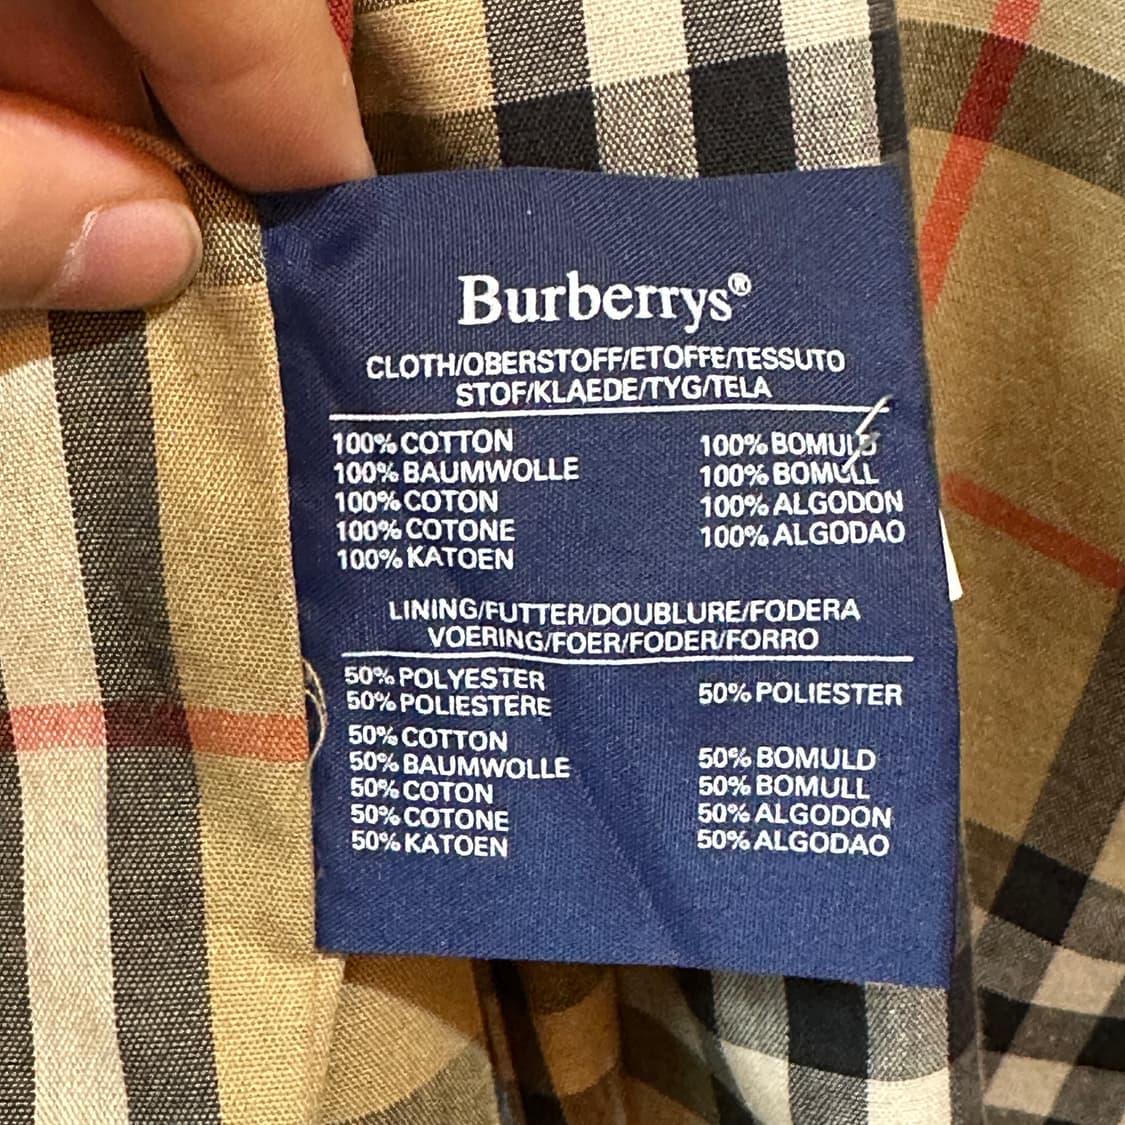 Burberrys®
CLOTH/OBERSTOFF/ETOFFE/TESSUTO
STOF/KLAEDE/TYG/TELA
100% COTTON
100% BAUMWOLLE
100% COTON
100% COTONE
100% KATOEN
100% BOMULD
100% BOMULL
100% ALGODON
100% ALGODAO
LINING/FUTTER/DOUBLURE/FODERA
VOERING/FOER/FODER/FORRO
50% POLYESTER
50% POLIESTERE
50% COTTON
50% BAUMWOLLE
50% COTON
50% COTONE
50% KATOEN
50% POLIESTER
50% BOMULD
50% BOMULL
50% ALGODON
50% ALGODAO